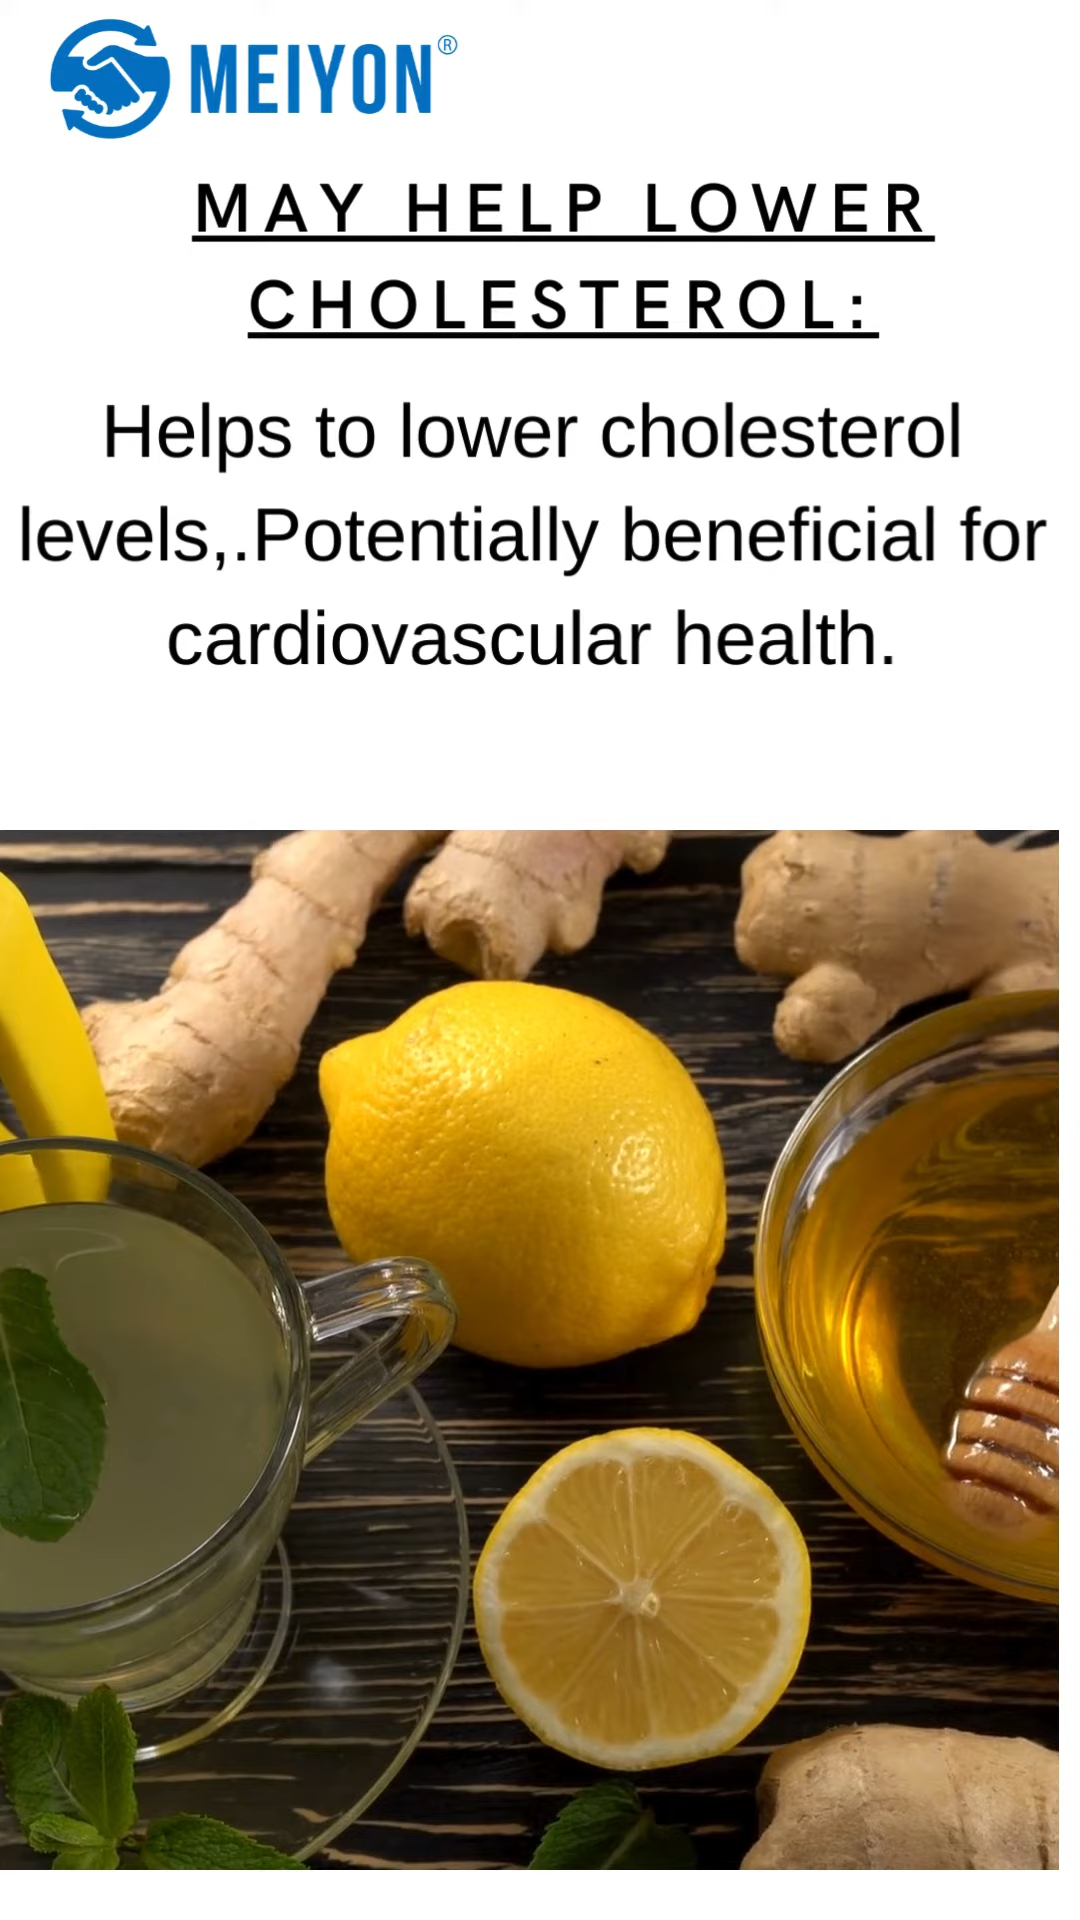 MEIYON®
MAY HELP LOWER
CHOLESTEROL:
Helps to lower cholesterol
levels,.Potentially beneficial for
cardiovascular health.